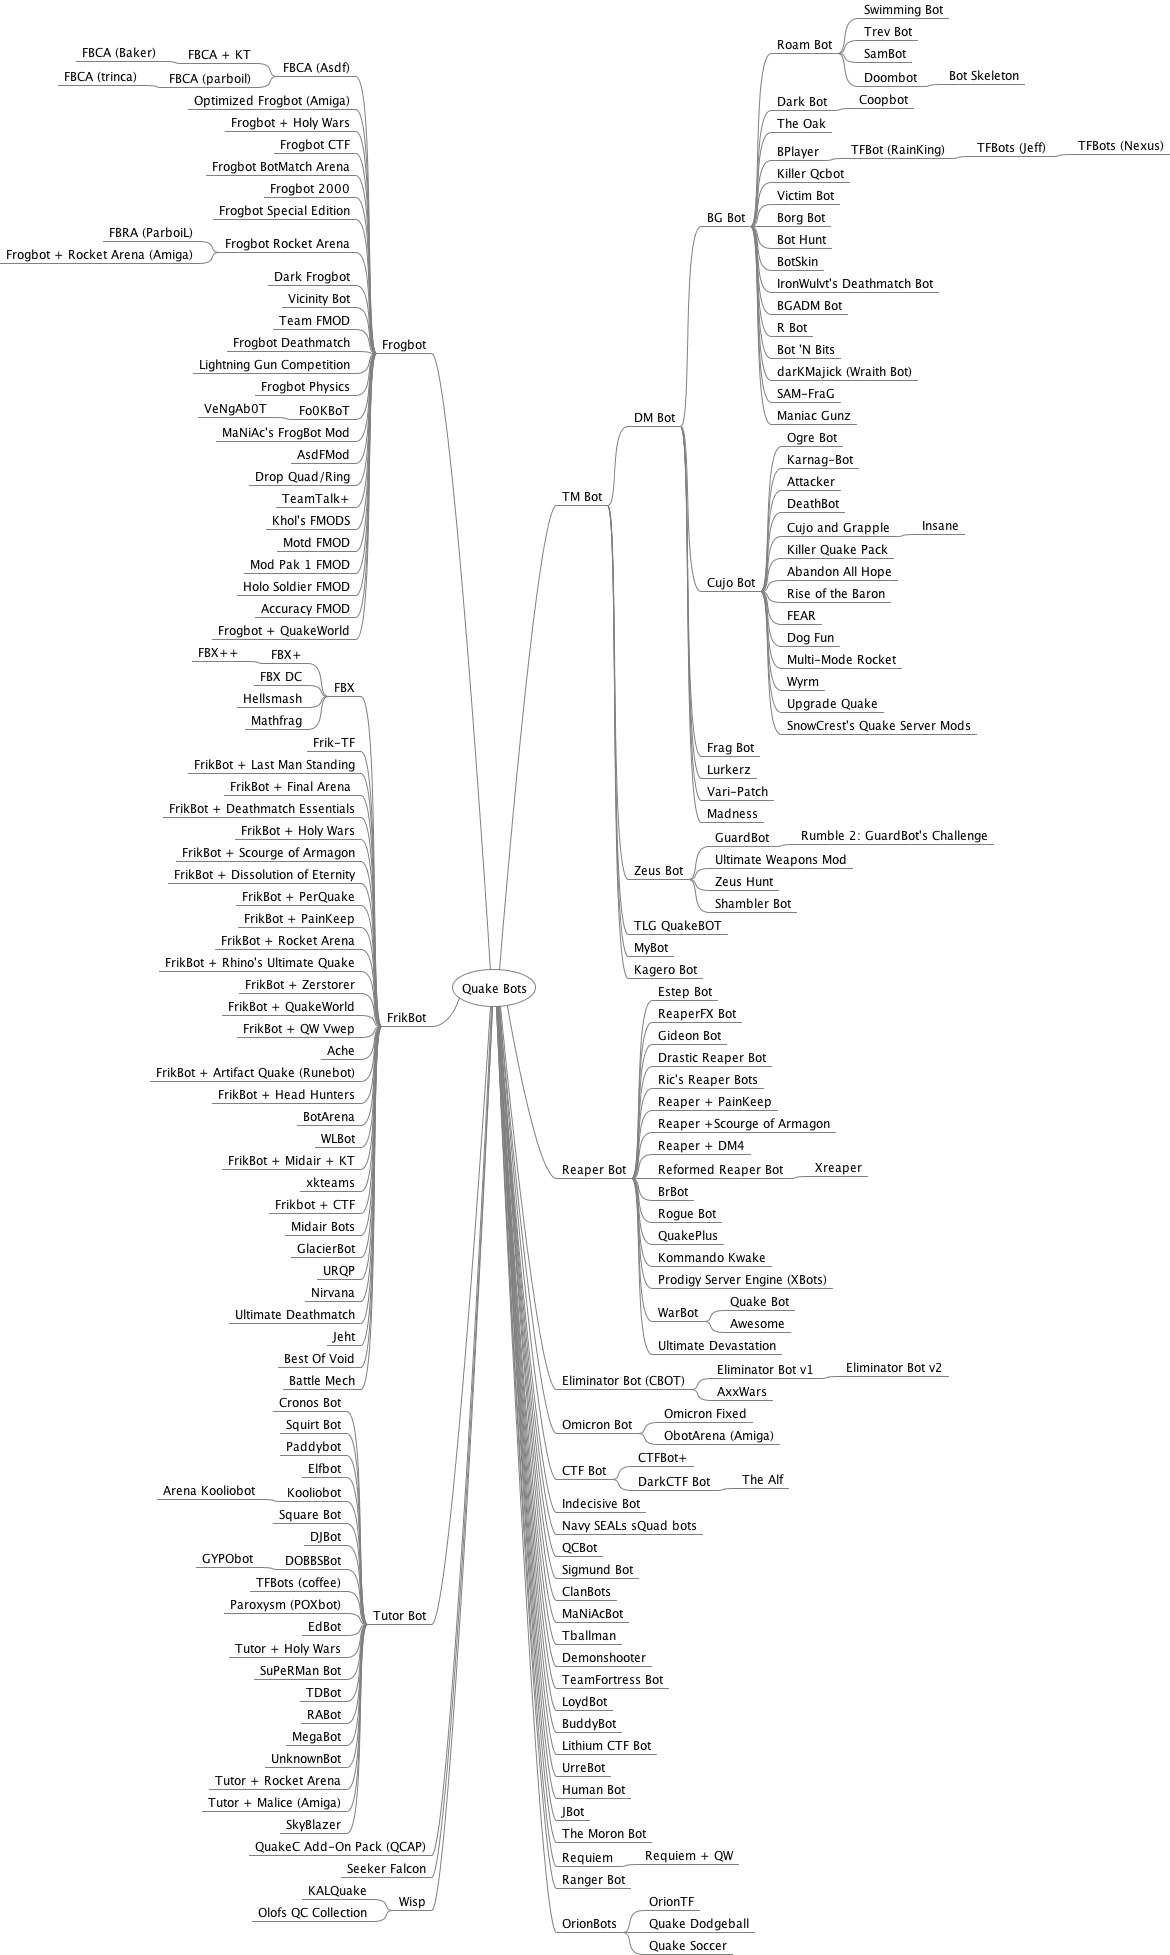 Quake Bots
Frogbot
FBCA (Asdf)
FBCA + KT
FBCA (Baker)
FBCA (parboil)
FBCA (trinca)
Optimized Frogbot (Amiga)
Frogbot + Holy Wars
Frogbot CTF
Frogbot BotMatch Arena
Frogbot 2000
Frogbot Special Edition
Frogbot Rocket Arena
FBRA (ParboiL)
Frogbot + Rocket Arena (Amiga)
Dark Frogbot
Vicinity Bot
Team FMOD
Frogbot Deathmatch
Lightning Gun Competition
Frogbot Physics
Fo0KBoT
VeNgAb0T
MaNiAc's FrogBot Mod
AsdFMod
Drop Quad/Ring
TeamTalk+
Khol's FMODS
Motd FMOD
Mod Pak 1 FMOD
Holo Soldier FMOD
Accuracy FMOD
Frogbot + QuakeWorld
FrikBot
FBX
FBX+
FBX++
FBX DC
Hellsmash
Mathfrag
Frik-TF
FrikBot + Last Man Standing
FrikBot + Final Arena
FrikBot + Deathmatch Essentials
FrikBot + Holy Wars
FrikBot + Scourge of Armagon
FrikBot + Dissolution of Eternity
FrikBot + PerQuake
FrikBot + PainKeep
FrikBot + Rocket Arena
FrikBot + Rhino's Ultimate Quake
FrikBot + Zerstorer
FrikBot + QuakeWorld
FrikBot + QW Vwep
Ache
FrikBot + Artifact Quake (Runebot)
FrikBot + Head Hunters
BotArena
WLBot
FrikBot + Midair + KT
xkteams
Frikbot + CTF
Midair Bots
GlacierBot
URQP
Nirvana
Ultimate Deathmatch
Jeht
Best Of Void
Battle Mech
Tutor Bot
Cronos Bot
Squirt Bot
Paddybot
Elfbot
Kooliobot
Arena Kooliobot
Square Bot
DJBot
DOBBSBot
GYPObot
TFBots (coffee)
Paroxysm (POXbot)
EdBot
Tutor + Holy Wars
SuPeRMan Bot
TDBot
RABot
MegaBot
UnknownBot
Tutor + Rocket Arena
Tutor + Malice (Amiga)
SkyBlazer
QuakeC Add-On Pack (QCAP)
Seeker Falcon
Wisp
KALQuake
Olofs QC Collection
TM Bot
DM Bot
BG Bot
Roam Bot
Swimming Bot
Trev Bot
SamBot
Doombot
Bot Skeleton
Dark Bot
Coopbot
The Oak
BPlayer
TFBot (RainKing)
TFBots (Jeff)
TFBots (Nexus)
Killer Qcbot
Victim Bot
Borg Bot
Bot Hunt
BotSkin
IronWulvt's Deathmatch Bot
BGADM Bot
R Bot
Bot 'N Bits
darKMajick (Wraith Bot)
SAM-FraG
Maniac Gunz
Cujo Bot
Ogre Bot
Karnag-Bot
Attacker
DeathBot
Cujo and Grapple
Insane
Killer Quake Pack
Abandon All Hope
Rise of the Baron
FEAR
Dog Fun
Multi-Mode Rocket
Wyrm
Upgrade Quake
SnowCrest's Quake Server Mods
Frag Bot
Lurkerz
Vari-Patch
Madness
Zeus Bot
GuardBot
Rumble 2: GuardBot's Challenge
Ultimate Weapons Mod
Zeus Hunt
Shambler Bot
TLG QuakeBOT
MyBot
Kagero Bot
Reaper Bot
Estep Bot
ReaperFX Bot
Gideon Bot
Drastic Reaper Bot
Ric's Reaper Bots
Reaper + PainKeep
Reaper +Scourge of Armagon
Reaper + DM4
Reformed Reaper Bot
Xreaper
BrBot
Rogue Bot
QuakePlus
Kommando Kwake
Prodigy Server Engine (XBots)
WarBot
Quake Bot
Awesome
Ultimate Devastation
Eliminator Bot (CBOT)
Eliminator Bot v1
Eliminator Bot v2
AxxWars
Omicron Bot
Omicron Fixed
ObotArena (Amiga)
CTF Bot
CTFBot+
DarkCTF Bot
The Alf
Indecisive Bot
Navy SEALs sQuad bots
QCBot
Sigmund Bot
ClanBots
MaNiAcBot
Tballman
Demonshooter
TeamFortress Bot
LoydBot
BuddyBot
Lithium CTF Bot
UrreBot
Human Bot
JBot
The Moron Bot
Requiem
Requiem + QW
Ranger Bot
OrionBots
OrionTF
Quake Dodgeball
Quake Soccer